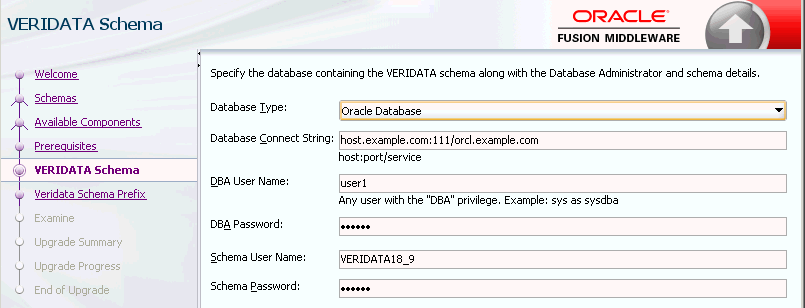 VERIDATA Schema
ORACLE
FUSION MIDDLEWARE
Welcome
Schemas
Available Components
Prerequisites
VERIDATA Schema
Veridata Schema Prefix
Examine
Upgrade Summary
Upgrade Progress
End of Upgrade
Specify the database containing the VERIDATA schema along with the Database Administrator and schema details.
Database Type: Oracle Database
Database Connect String: host.example.com:111/orcl.example.com
host:port/service
DBA User Name: user1
Any user with the "DBA" privilege. Example: sys as sysdba
DBA Password: ••••••
Schema User Name: VERIDATA18_9
Schema Password: ••••••